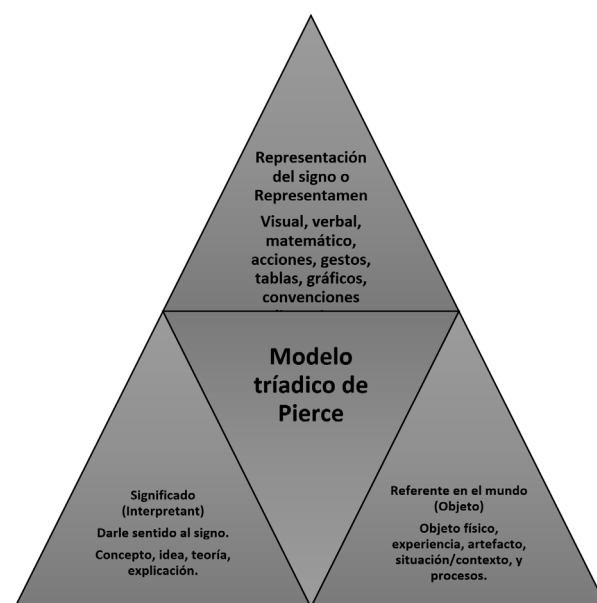 Representación
del signo o
Representamen
Visual, verbal,
matemático,
acciones, gestos,
tablas, gráficos,
convenciones
Modelo
tríadico de
Pierce
Significado
(Interpretant)
Darle sentido al signo.
Concepto, idea, teoría,
explicación.
Referente en el mundo
(Objeto)
Objeto físico,
experiencia, artefacto,
situación/contexto, y
procesos.